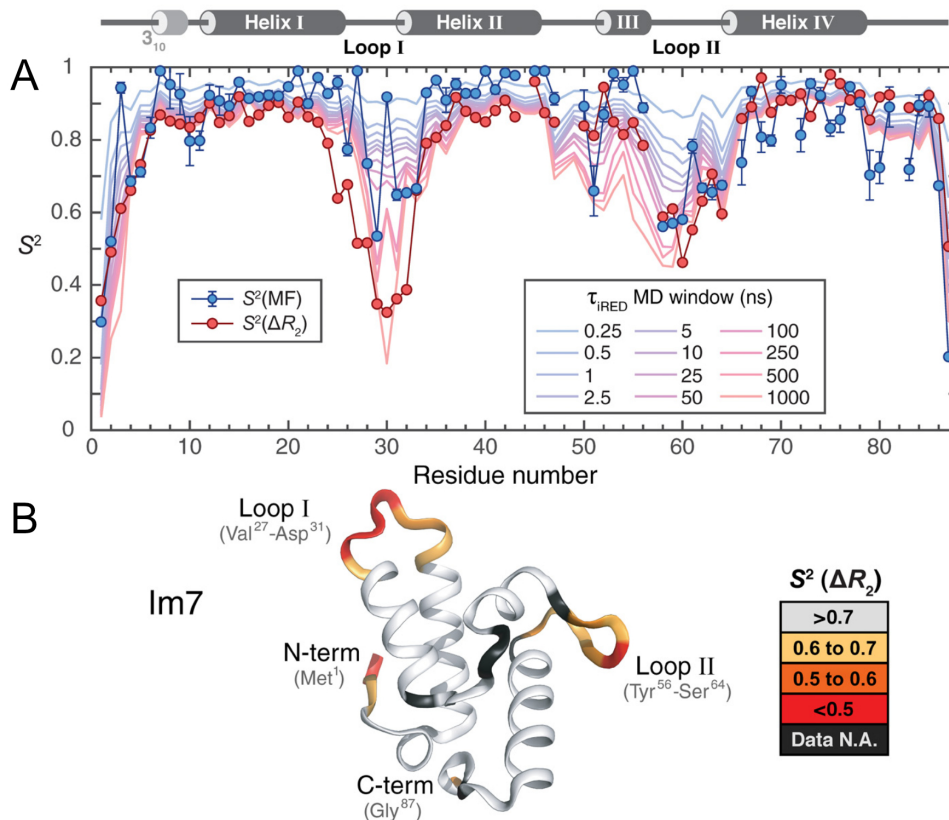 Helix I
Helix II
III
Helix IV
3₁₀
Loop I
Loop II
A
1
0.8
0.6
0.4
0.2
0
S²
S²(MF)
S²(ΔR₂)
τiRED MD window (ns)
0.25 5 100
0.5 10 250
1 25 500
2.5 50 1000
0 10 20 30 40 50 60 70 80
Residue number
B
Loop I
(Val²⁷-Asp³¹)
Im7
N-term
(Met¹)
Loop II
(Tyr⁵⁶-Ser⁶⁴)
C-term
(Gly⁸⁷)
S² (ΔR₂)
>0.7
0.6 to 0.7
0.5 to 0.6
<0.5
Data N.A.